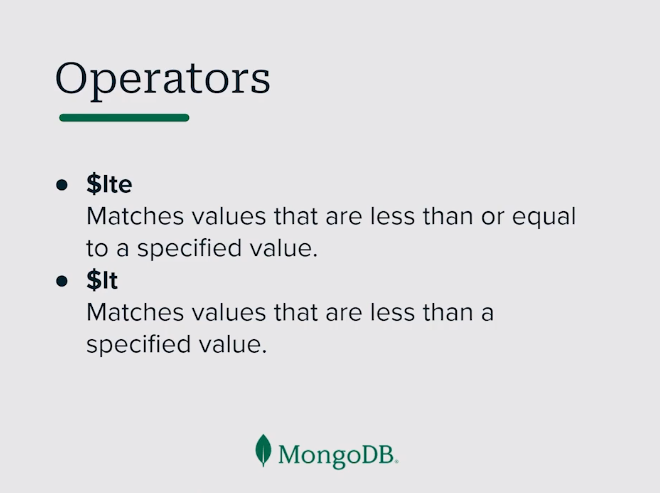 Operators
● $lte
Matches values that are less than or equal
to a specified value.
● $lt
Matches values that are less than a
specified value.
MongoDB.